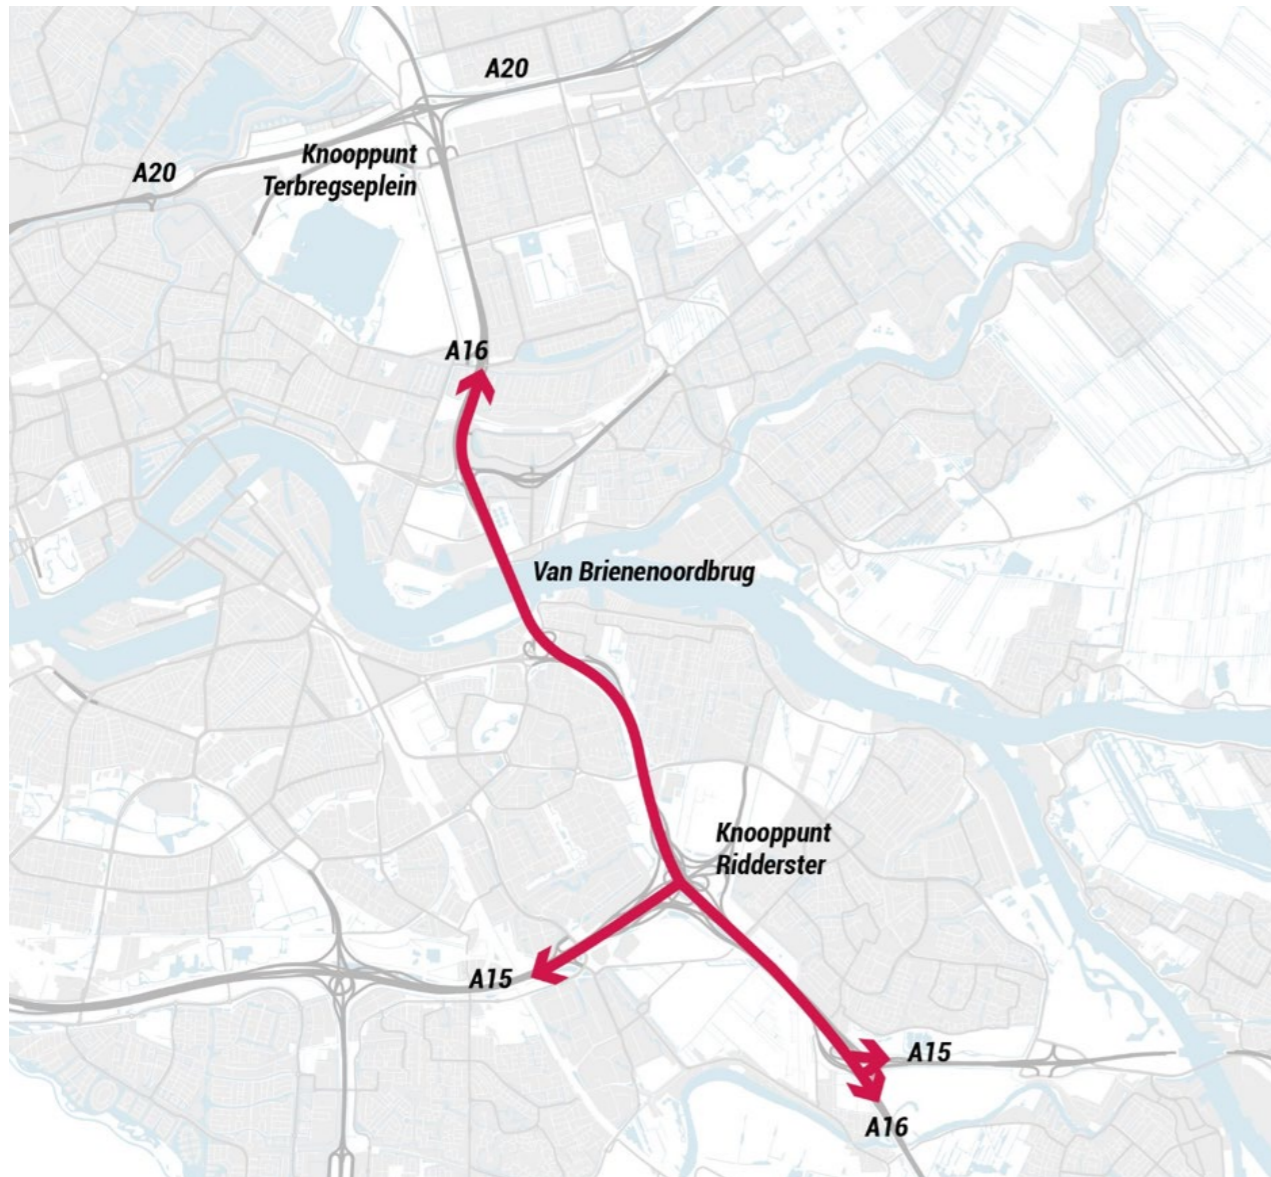 A20
Knooppunt
Terbregseplein
A20
A16
Van Brienenoordbrug
Knooppunt
Ridderster
A15
A15
A16